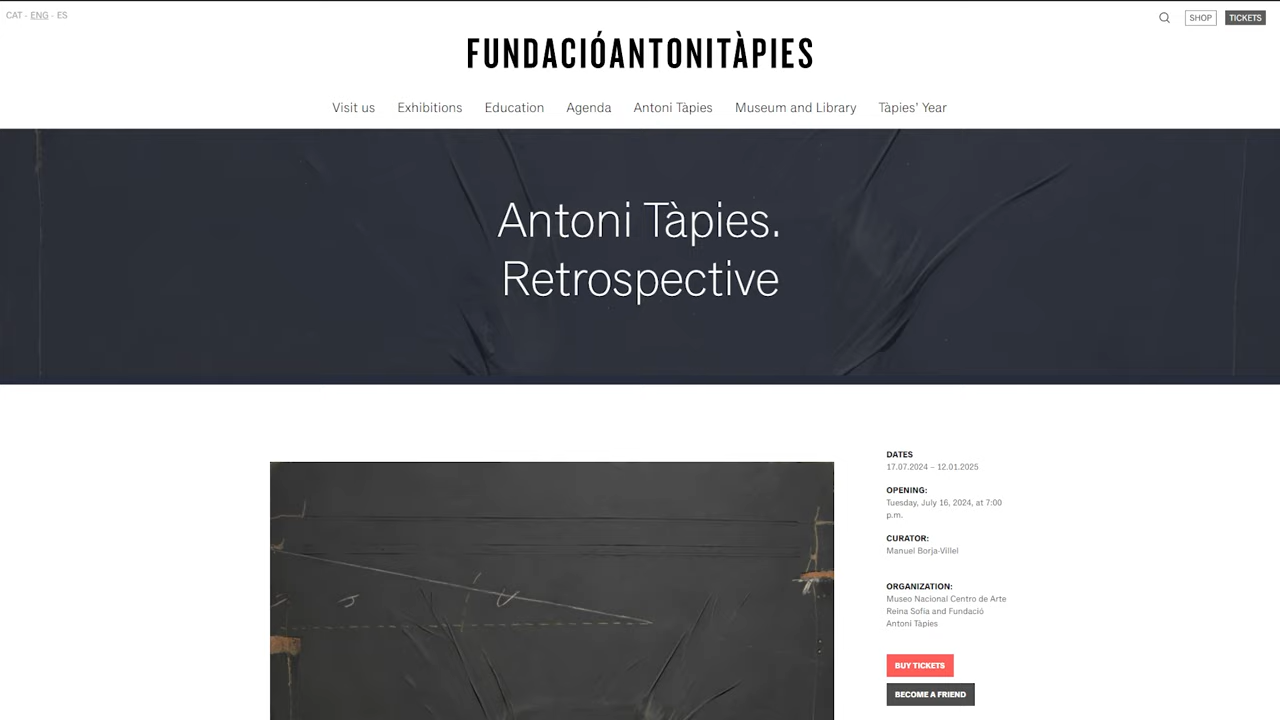 CAT - ENG - ES
SHOP
TICKETS
FUNDACIÓANTONITÀPIES
Visit us
Exhibitions
Education
Agenda
Antoni Tàpies
Museum and Library
Tàpies' Year
Antoni Tàpies.
Retrospective
DATES
17.07.2024 – 12.01.2025
OPENING:
Tuesday, July 16, 2024, at 7:00
p.m.
CURATOR:
Manuel Borja-Villel
ORGANIZATION:
Museo Nacional Centro de Arte
Reina Sofía and Fundació
Antoni Tàpies
BUY TICKETS
BECOME A FRIEND